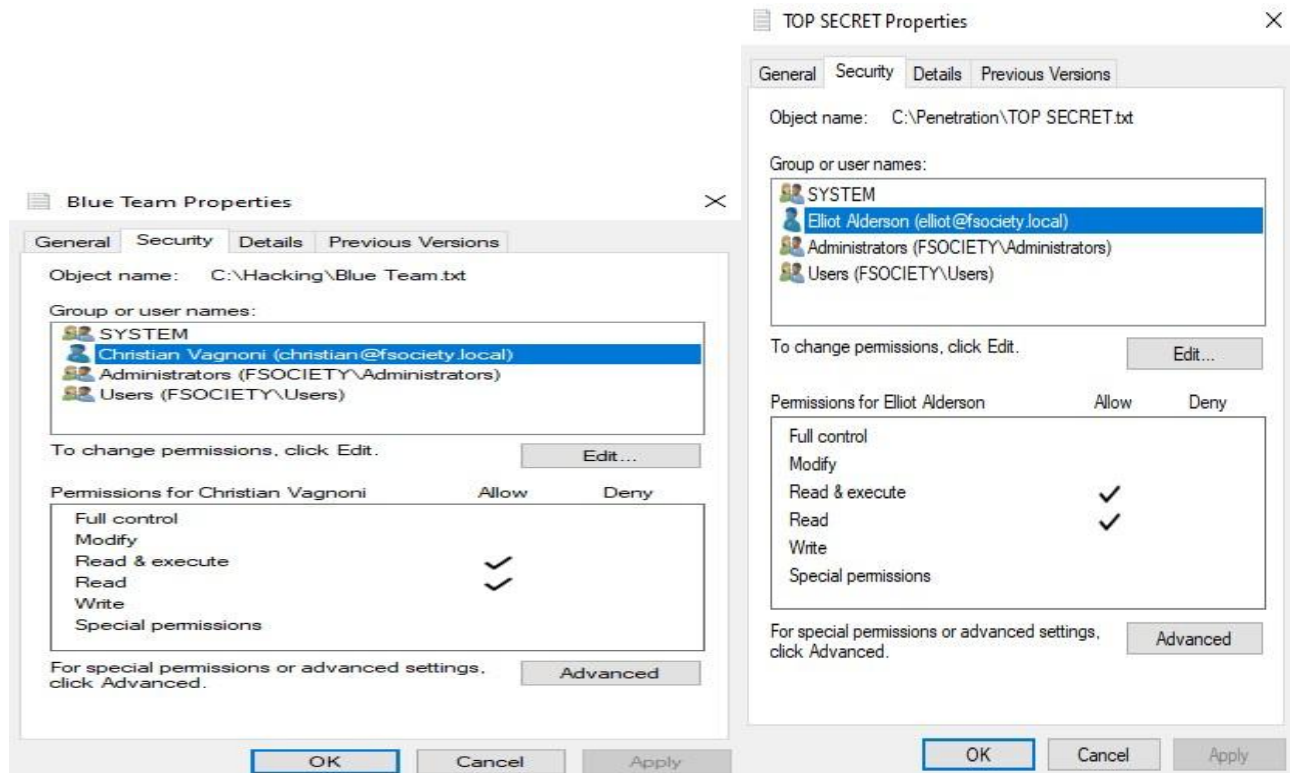 Blue Team Properties
General Security Details Previous Versions
Object name: C:\Hacking\Blue Team.txt
Group or user names:
SYSTEM
Christian Vagnoni (christian@fsociety.local)
Administrators (FSOCIETY\Administrators)
Users (FSOCIETY\Users)
To change permissions, click Edit.
Edit...
Permissions for Christian Vagnoni Allow Deny
Full control
Modify
Read & execute
Read
Write
Special permissions
For special permissions or advanced settings,
click Advanced.
Advanced
OK Cancel Apply
TOP SECRET Properties
General Security Details Previous Versions
Object name: C:\Penetration\TOP SECRET.txt
Group or user names:
SYSTEM
Elliot Alderson (elliot@fsociety.local)
Administrators (FSOCIETY\Administrators)
Users (FSOCIETY\Users)
To change permissions, click Edit.
Edit...
Permissions for Elliot Alderson Allow Deny
Full control
Modify
Read & execute
Read
Write
Special permissions
For special permissions or advanced settings,
click Advanced.
Advanced
OK Cancel Apply